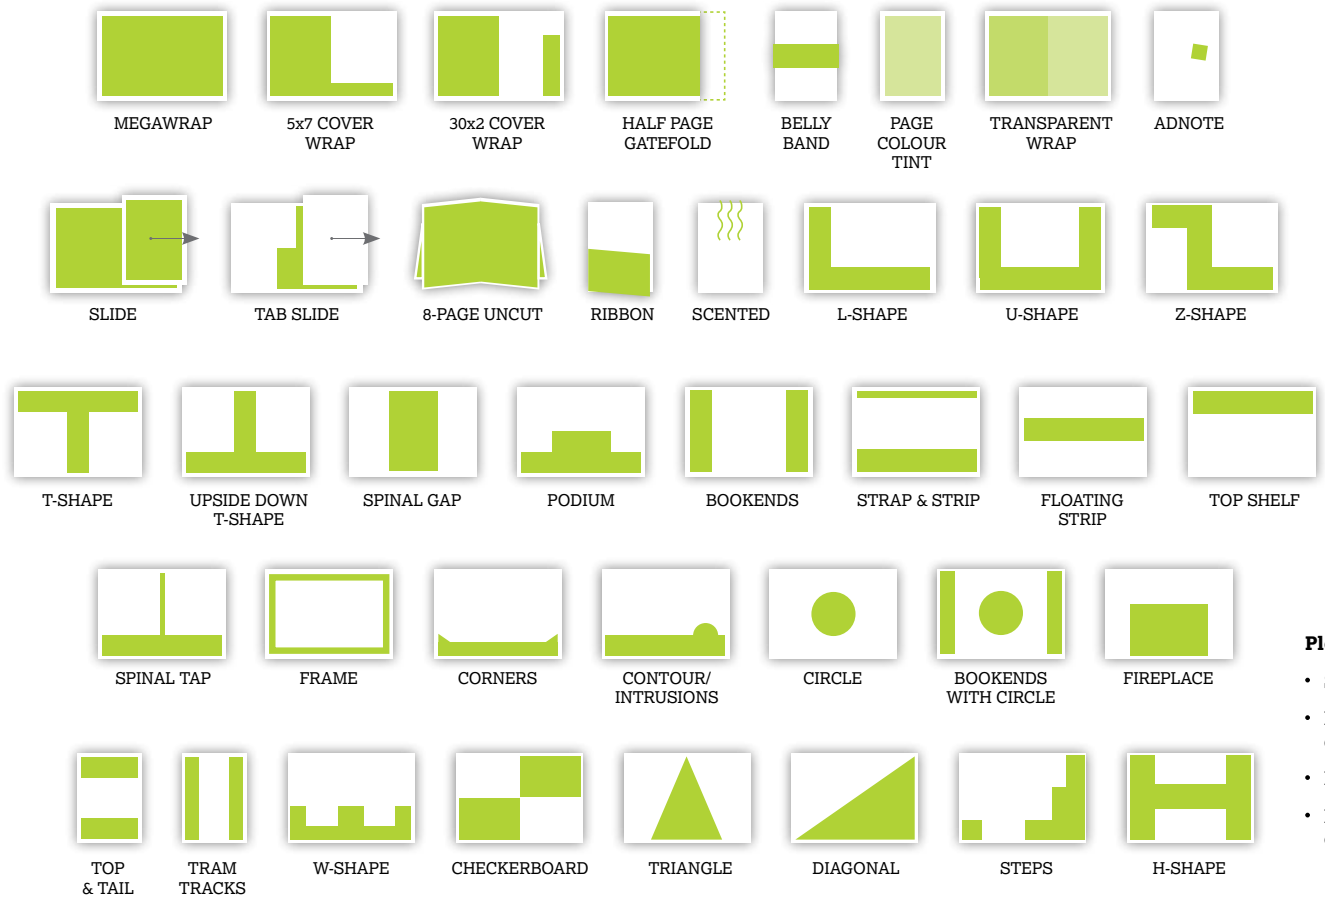 MEGAWRAP
5x7 COVER
WRAP
30x2 COVER
WRAP
HALF PAGE
GATEFOLD
BELLY
BAND
PAGE
COLOUR
TINT
TRANSPARENT
WRAP
ADNOTE
SLIDE
TAB SLIDE
8-PAGE UNCUT
RIBBON
SCENTED
L-SHAPE
U-SHAPE
Z-SHAPE
T-SHAPE
UPSIDE DOWN
T-SHAPE
SPINAL GAP
PODIUM
BOOKENDS
STRAP & STRIP
FLOATING
STRIP
TOP SHELF
SPINAL TAP
FRAME
CORNERS
CONTOUR/
INTRUSIONS
CIRCLE
BOOKENDS
WITH CIRCLE
FIREPLACE
TOP
& TAIL
TRAM
TRACKS
W-SHAPE
CHECKERBOARD
TRIANGLE
DIAGONAL
STEPS
H-SHAPE